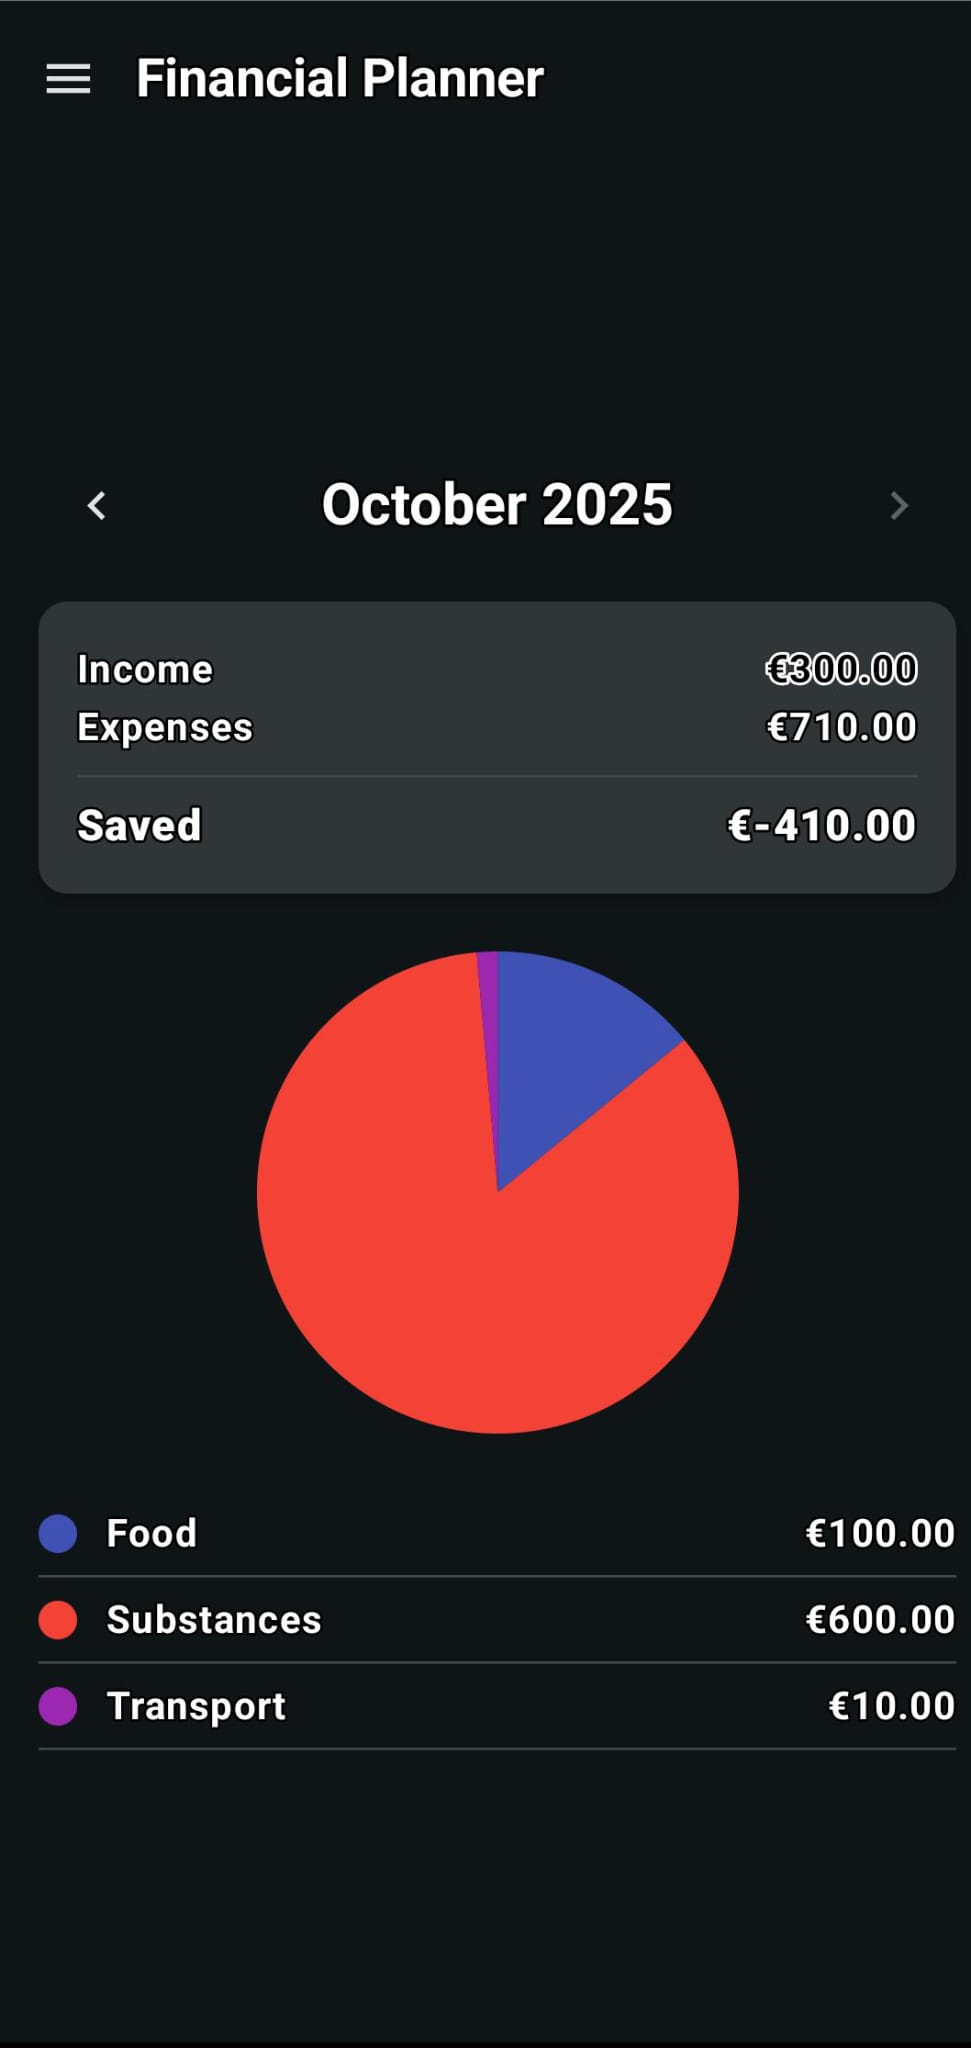 Financial Planner
October 2025
Income €300.00
Expenses €710.00
Saved €-410.00
Food €100.00
Substances €600.00
Transport €10.00